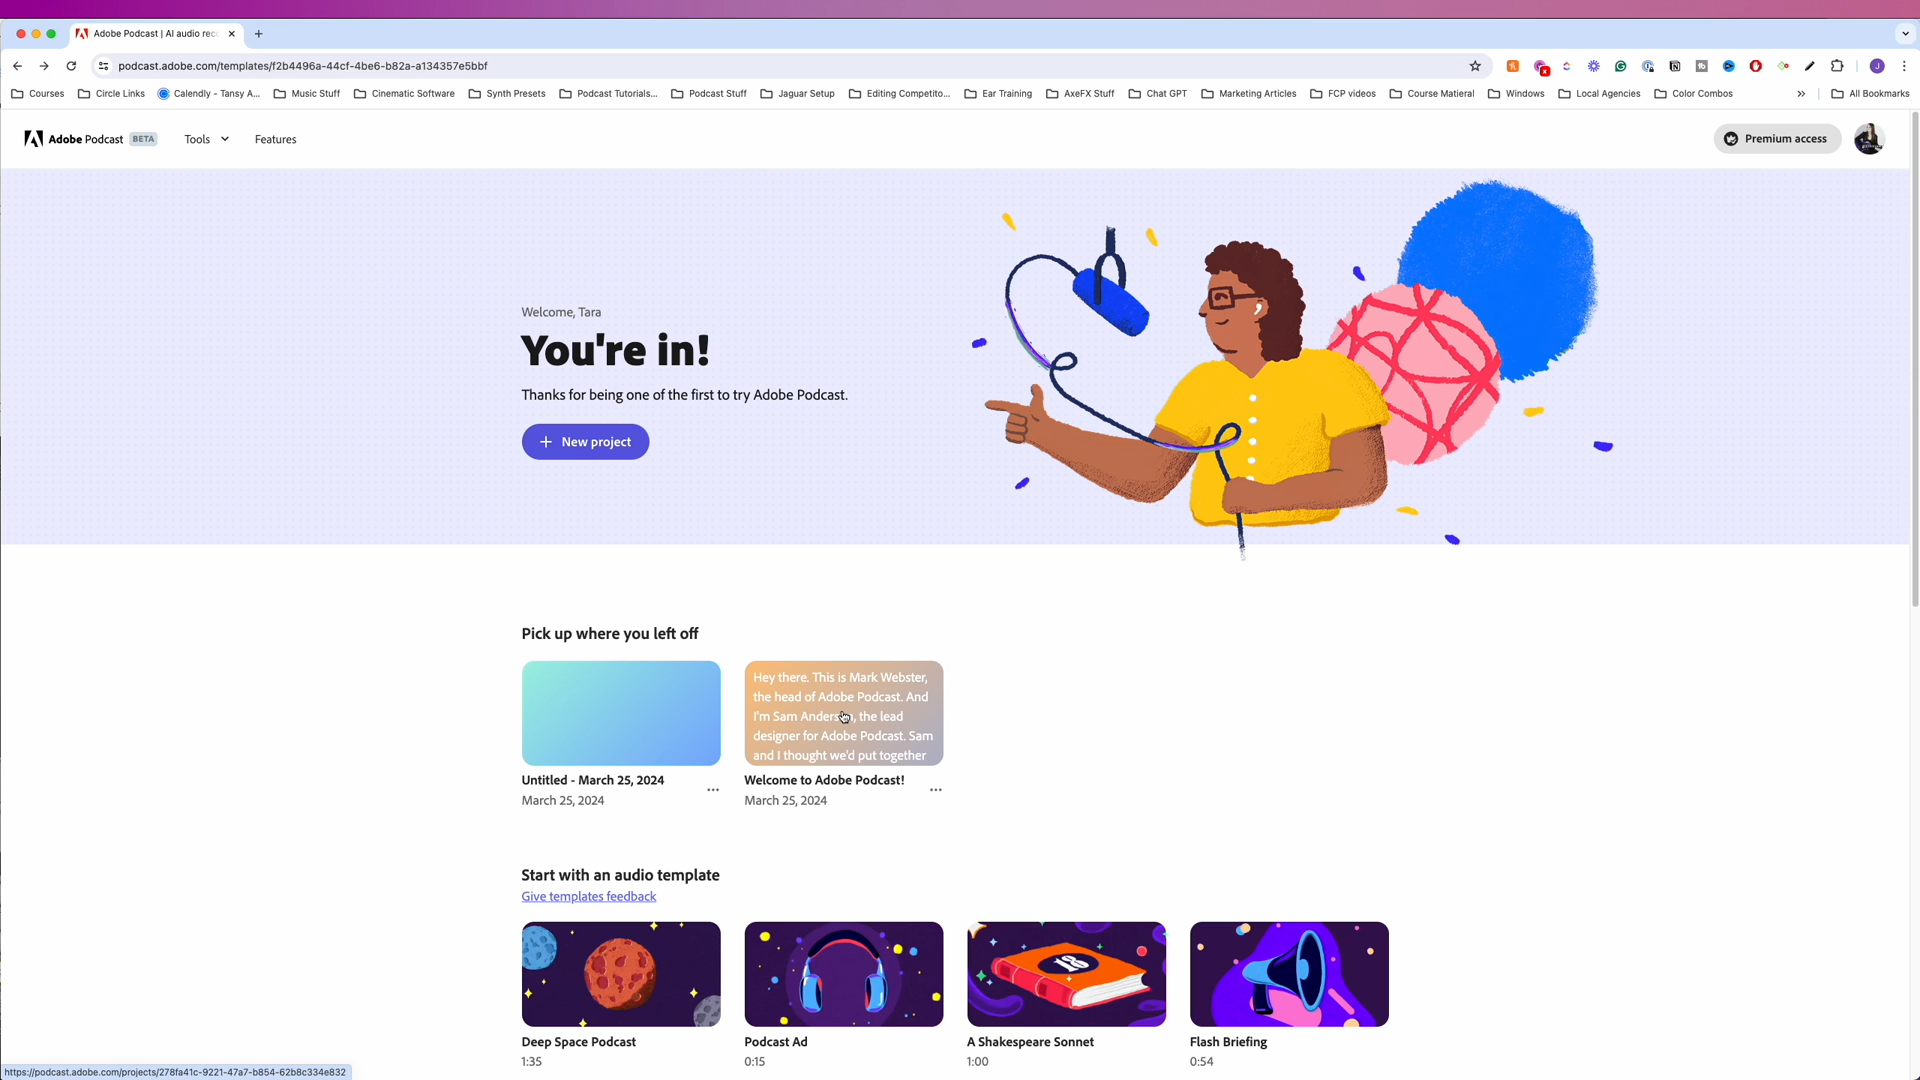 Adobe Podcast | AI audio rec
podcast.adobe.com/templates/f2b4496a-44cf-4be6-b82a-a134357e5bbf
Courses
Circle Links
Calendly - Tansy A...
Music Stuff
Cinematic Software
Synth Presets
Podcast Tutorials...
Podcast Stuff
Jaguar Setup
Editing Competito...
Ear Training
AxeFX Stuff
Chat GPT
Marketing Articles
FCP videos
Course Matieral
Windows
Local Agencies
Color Combos
All Bookmarks
Adobe Podcast BETA
Tools
Features
Premium access
Welcome, Tara
You're in!
Thanks for being one of the first to try Adobe Podcast.
+ New project
Pick up where you left off
Hey there. This is Mark Webster,
the head of Adobe Podcast. And
I'm Sam Anderson, the lead
designer for Adobe Podcast. Sam
and I thought we'd put together
Untitled - March 25, 2024
March 25, 2024
Welcome to Adobe Podcast!
March 25, 2024
Start with an audio template
Give templates feedback
Deep Space Podcast
1:35
Podcast Ad
0:15
A Shakespeare Sonnet
1:00
Flash Briefing
0:54
https://podcast.adobe.com/projects/278fa41c-9221-47a7-b854-62b8c334e832